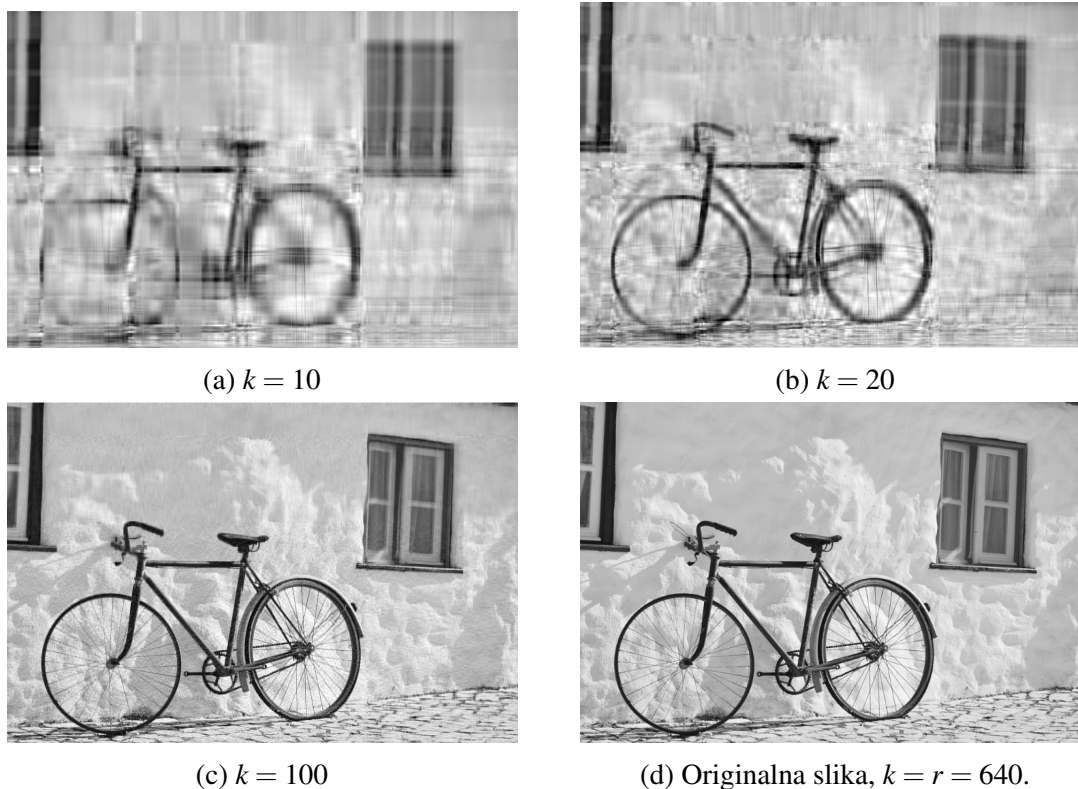 (a) k = 10
(b) k = 20
(c) k = 100
(d) Originalna slika, k = r = 640.